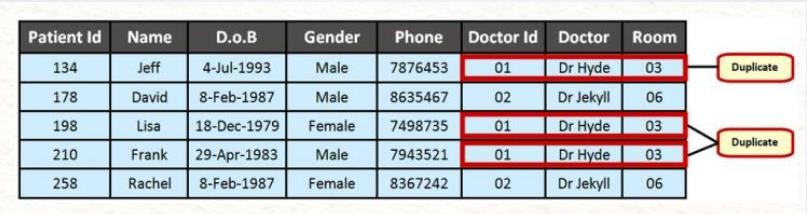 Patient Id Name D.o.B Gender Phone Doctor Id Doctor Room
134 Jeff 4-Jul-1993 Male 7876453 01 Dr Hyde 03 Duplicate
178 David 8-Feb-1987 Male 8635467 02 Dr Jekyll 06
198 Lisa 18-Dec-1979 Female 7498735 01 Dr Hyde 03
Duplicate
210 Frank 29-Apr-1983 Male 7943521 01 Dr Hyde 03
258 Rachel 8-Feb-1987 Female 8367242 02 Dr Jekyll 06